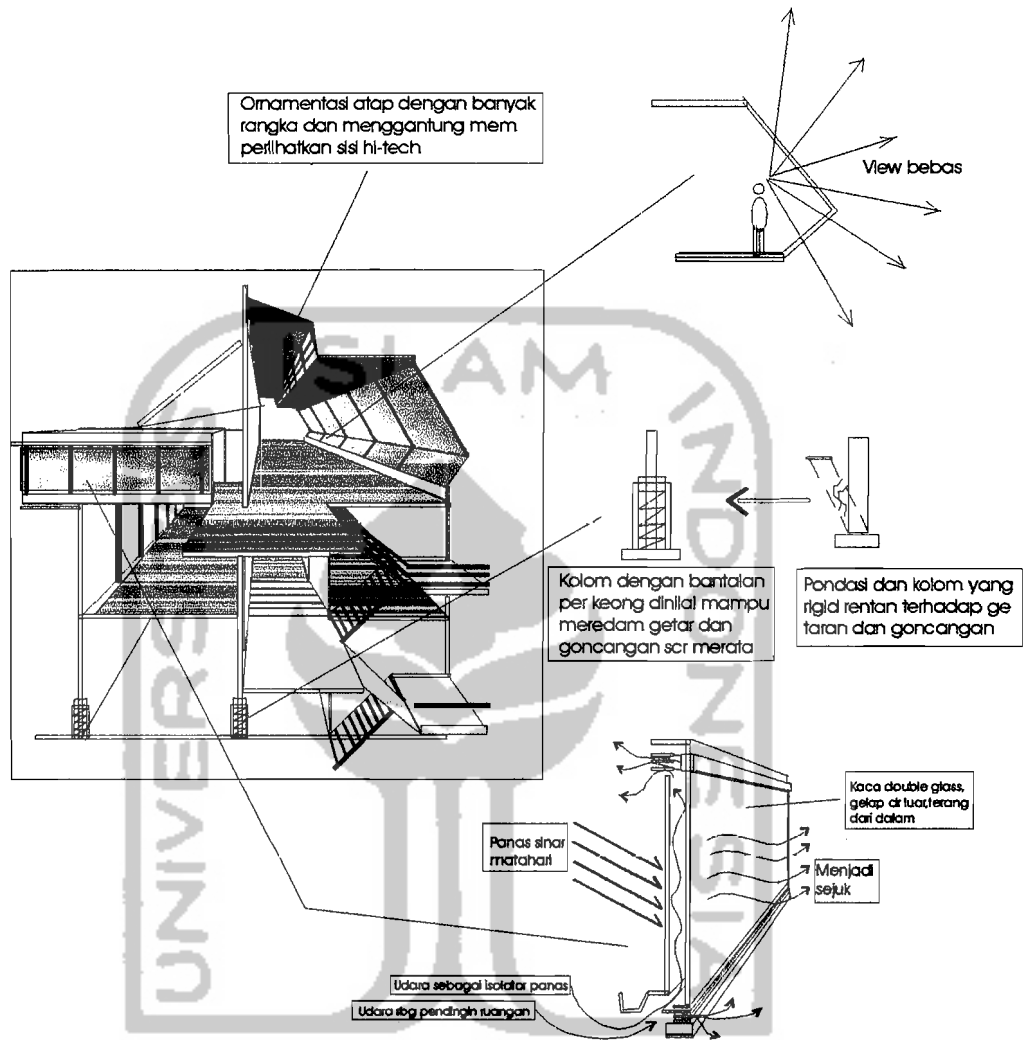 Ornamentasi atap dengan banyak
rangka dan menggantung mem
perlihatkan sisi hi-tech
View bebas
Kolom dengan bantalan
per keong dinilai mampu
meredam getar dan
goncangan scr merata
Pondasi dan kolom yang
rigid rentan terhadap ge
taran dan goncangan
Kaca double glass,
gelap dr luar,terang
dari dalam
Panas sinar
matahari
Menjadi
sejuk
Udara sebagai isolator panas
Udara sbg pendingin ruangan
UNIVERSITAS
ISLAM
INDONESIA